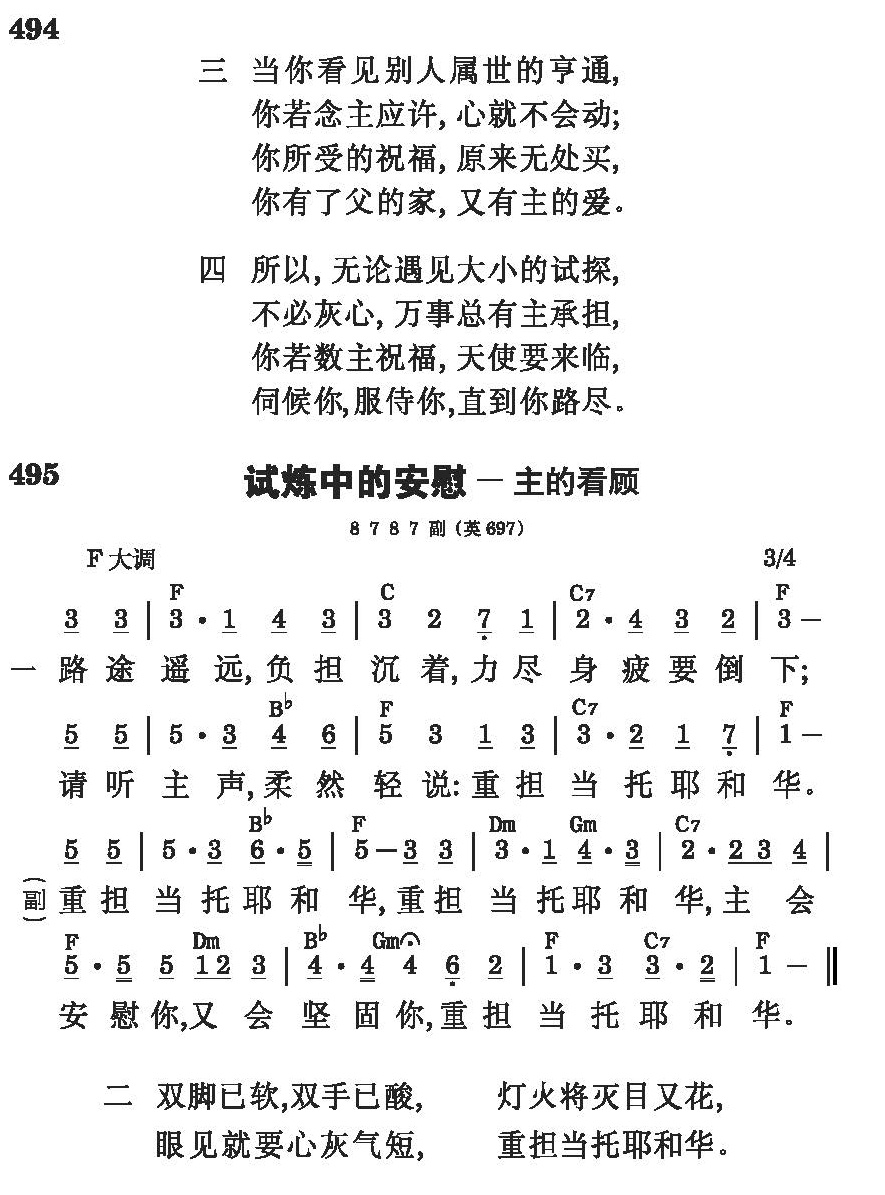 494
三 当你看见别人属世的亨通,
你若念主应许, 心就不会动;
你所受的祝福, 原来无处买,
你有了父的家, 又有主的爱。
四 所以, 无论遇见大小的试探,
不必灰心, 万事总有主承担,
你若数主祝福, 天使要来临,
伺候你,服侍你,直到你路尽。
495
试炼中的安慰－主的看顾
8 7 8 7 副 (英697)
F大调 3/4
F C C7 F
3 3 | 3 · 1 4 3 | 3 2 7 1 | 2 · 4 3 2 | 3 –
一 路途遥远,负担沉着,力尽身疲要倒下;
B♭ F C7 F
5 5 | 5 · 3 4 6 | 5 3 1 3 | 3 · 2 1 7 | 1 –
请听主声,柔然轻说:重担当托耶和华。
B♭ F Dm Gm C7
5 5 | 5 · 3 6 · 5 | 5 – 3 3 | 3 · 1 4 · 3 | 2 · 2 3 4 |
(副) 重担当托耶和华,重担当托耶和华,主会
F Dm B♭ Gm F C7 F
5 · 5 5 1 2 3 | 4 · 4 4 6 2 | 1 · 3 3 · 2 | 1 – ‖
安慰你,又会坚固你,重担当托耶和华。
二 双脚已软,双手已酸, 灯火将灭目又花,
眼见就要心灰气短, 重担当托耶和华。